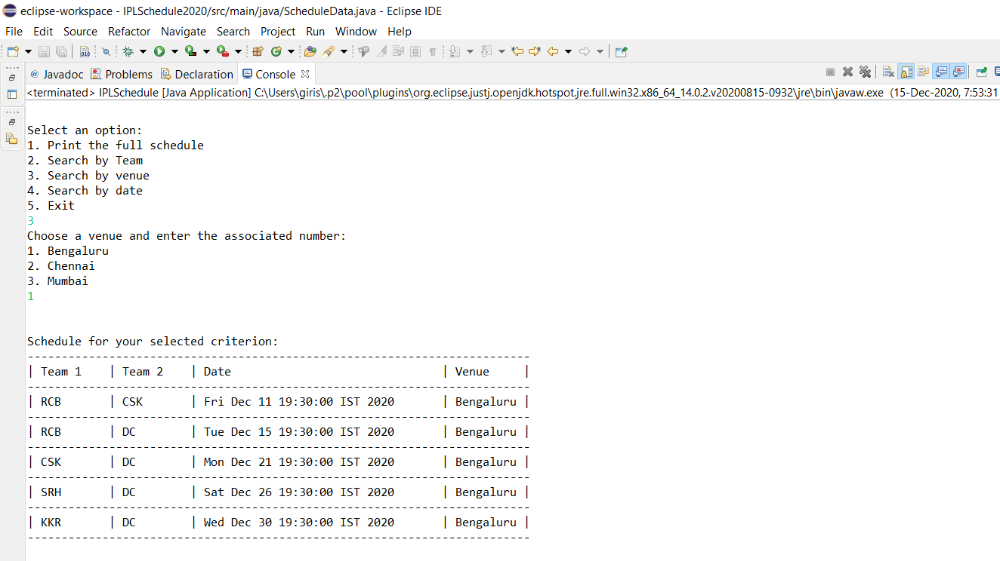 eclipse-workspace - IPLSchedule2020/src/main/java/ScheduleData.java - Eclipse IDE
File Edit Source Refactor Navigate Search Project Run Window Help
@ Javadoc Problems Declaration Console
<terminated> IPLSchedule [Java Application] C:\Users\giris\.p2\pool\plugins\org.eclipse.justj.openjdk.hotspot.jre.full.win32.x86_64_14.0.2.v20200815-0932\jre\bin\javaw.exe (15-Dec-2020, 7:53:31
Select an option:
1. Print the full schedule
2. Search by Team
3. Search by venue
4. Search by date
5. Exit
3
Choose a venue and enter the associated number:
1. Bengaluru
2. Chennai
3. Mumbai
1
Schedule for your selected criterion:
--------------------------------------------------------------------------
| Team 1    | Team 2    | Date                               | Venue     |
--------------------------------------------------------------------------
| RCB       | CSK       | Fri Dec 11 19:30:00 IST 2020       | Bengaluru |
--------------------------------------------------------------------------
| RCB       | DC        | Tue Dec 15 19:30:00 IST 2020       | Bengaluru |
--------------------------------------------------------------------------
| CSK       | DC        | Mon Dec 21 19:30:00 IST 2020       | Bengaluru |
--------------------------------------------------------------------------
| SRH       | DC        | Sat Dec 26 19:30:00 IST 2020       | Bengaluru |
--------------------------------------------------------------------------
| KKR       | DC        | Wed Dec 30 19:30:00 IST 2020       | Bengaluru |
--------------------------------------------------------------------------